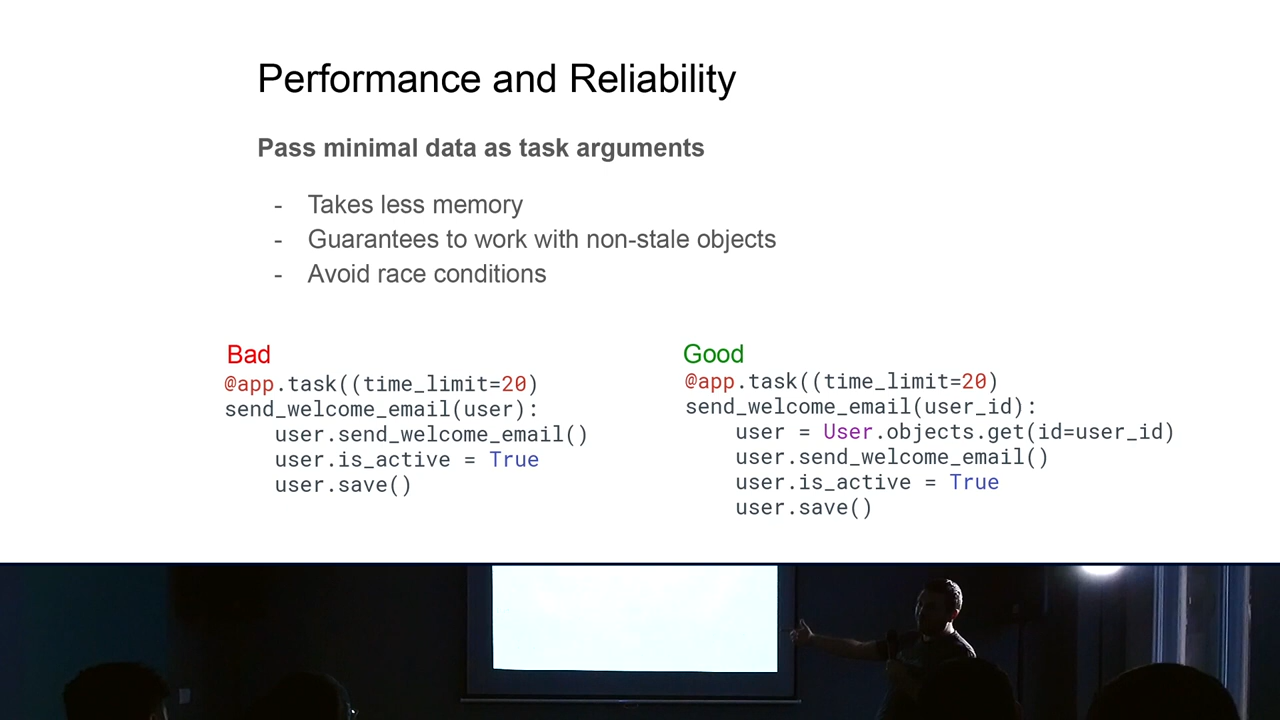 Performance and Reliability
Pass minimal data as task arguments
- Takes less memory
- Guarantees to work with non-stale objects
- Avoid race conditions
Bad
@app.task((time_limit=20)
send_welcome_email(user):
    user.send_welcome_email()
    user.is_active = True
    user.save()
Good
@app.task((time_limit=20)
send_welcome_email(user_id):
    user = User.objects.get(id=user_id)
    user.send_welcome_email()
    user.is_active = True
    user.save()